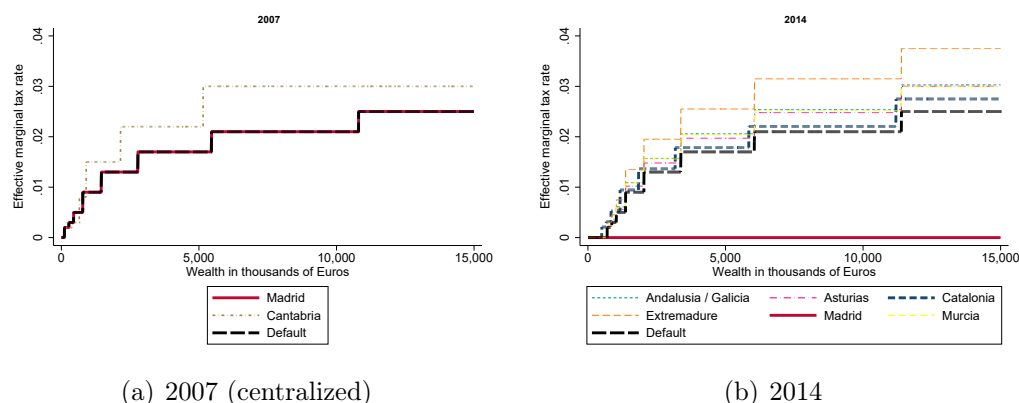 2007
Effective marginal tax rate
.04
.03
.02
.01
0
0
5,000
10,000
15,000
Wealth in thousands of Euros
Madrid
Cantabria
Default
(a) 2007 (centralized)
2014
Effective marginal tax rate
.04
.03
.02
.01
0
0
5,000
10,000
15,000
Wealth in thousands of Euros
Andalusia / Galicia
Asturias
Catalonia
Extremadure
Madrid
Murcia
Default
(b) 2014